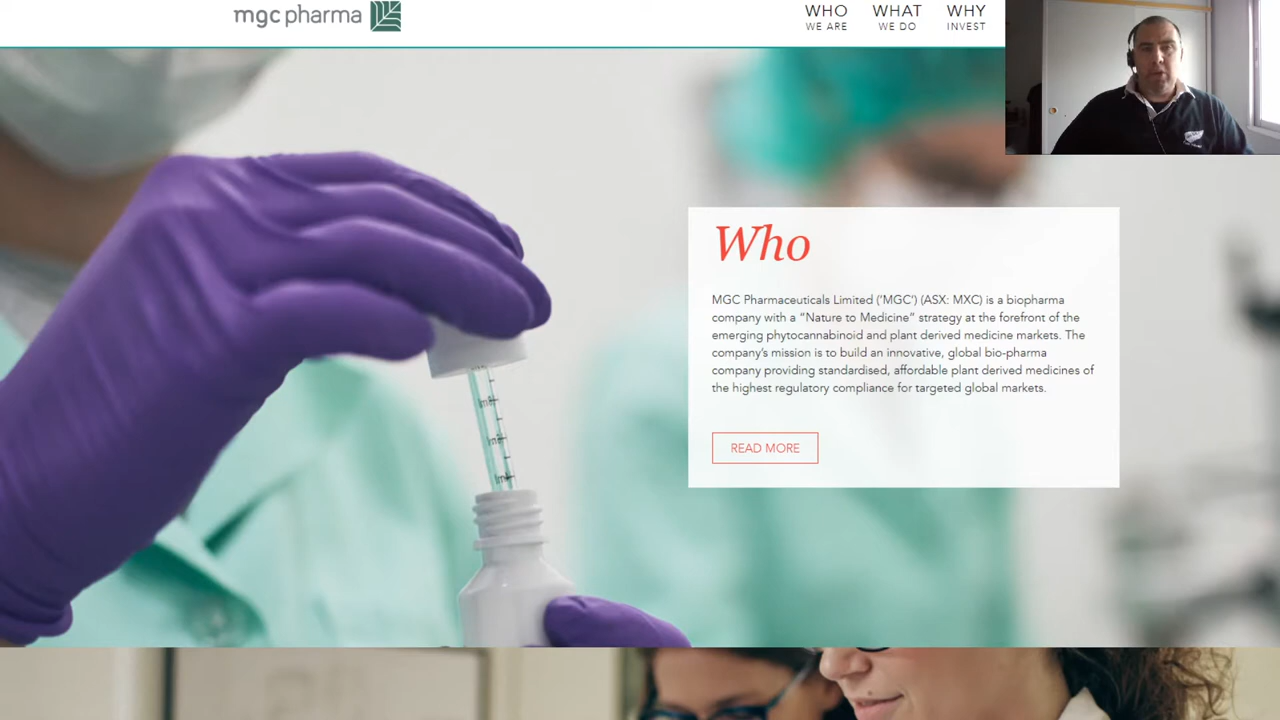 mgc pharma
WHO
WE ARE
WHAT
WE DO
WHY
INVEST
Who
MGC Pharmaceuticals Limited (‘MGC’) (ASX: MXC) is a biopharma
company with a “Nature to Medicine” strategy at the forefront of the
emerging phytocannabinoid and plant derived medicine markets. The
company’s mission is to build an innovative, global bio-pharma
company providing standardised, affordable plant derived medicines of
the highest regulatory compliance for targeted global markets.
READ MORE